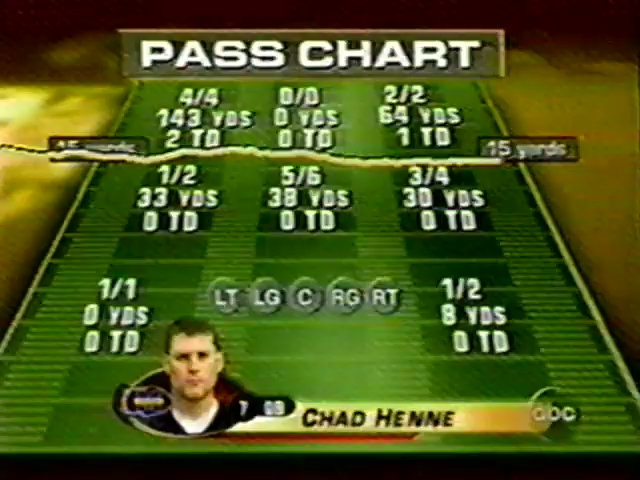 PASS CHART
4/4 0/0 2/2
143 YDS 0 YDS 64 YDS
2 TD 0 TD 1 TD
15 yards 15 yards
1/2 5/6 3/4
33 YDS 38 YDS 30 YDS
0 TD 0 TD 0 TD
1/1 LT LG C RG RT 1/2
0 YDS 8 YDS
0 TD 0 TD
7 QB CHAD HENNE abc